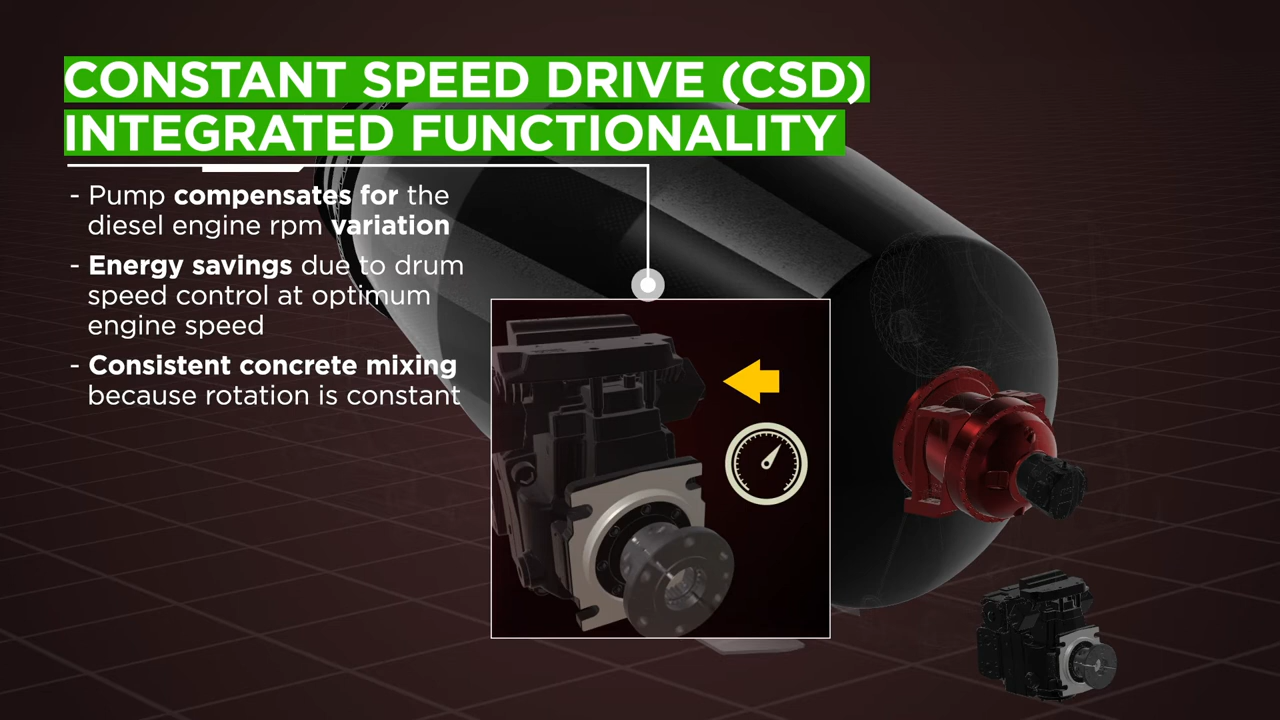 CONSTANT SPEED DRIVE (CSD)
INTEGRATED FUNCTIONALITY
- Pump compensates for the
diesel engine rpm variation
- Energy savings due to drum
speed control at optimum
engine speed
- Consistent concrete mixing
because rotation is constant